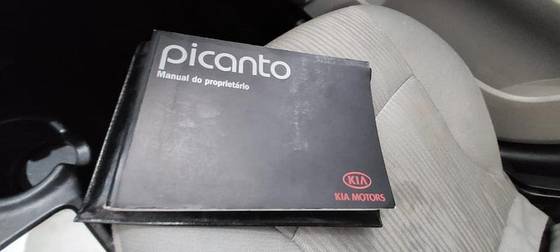 picanto
Manual do proprietário
KIA
KIA MOTORS